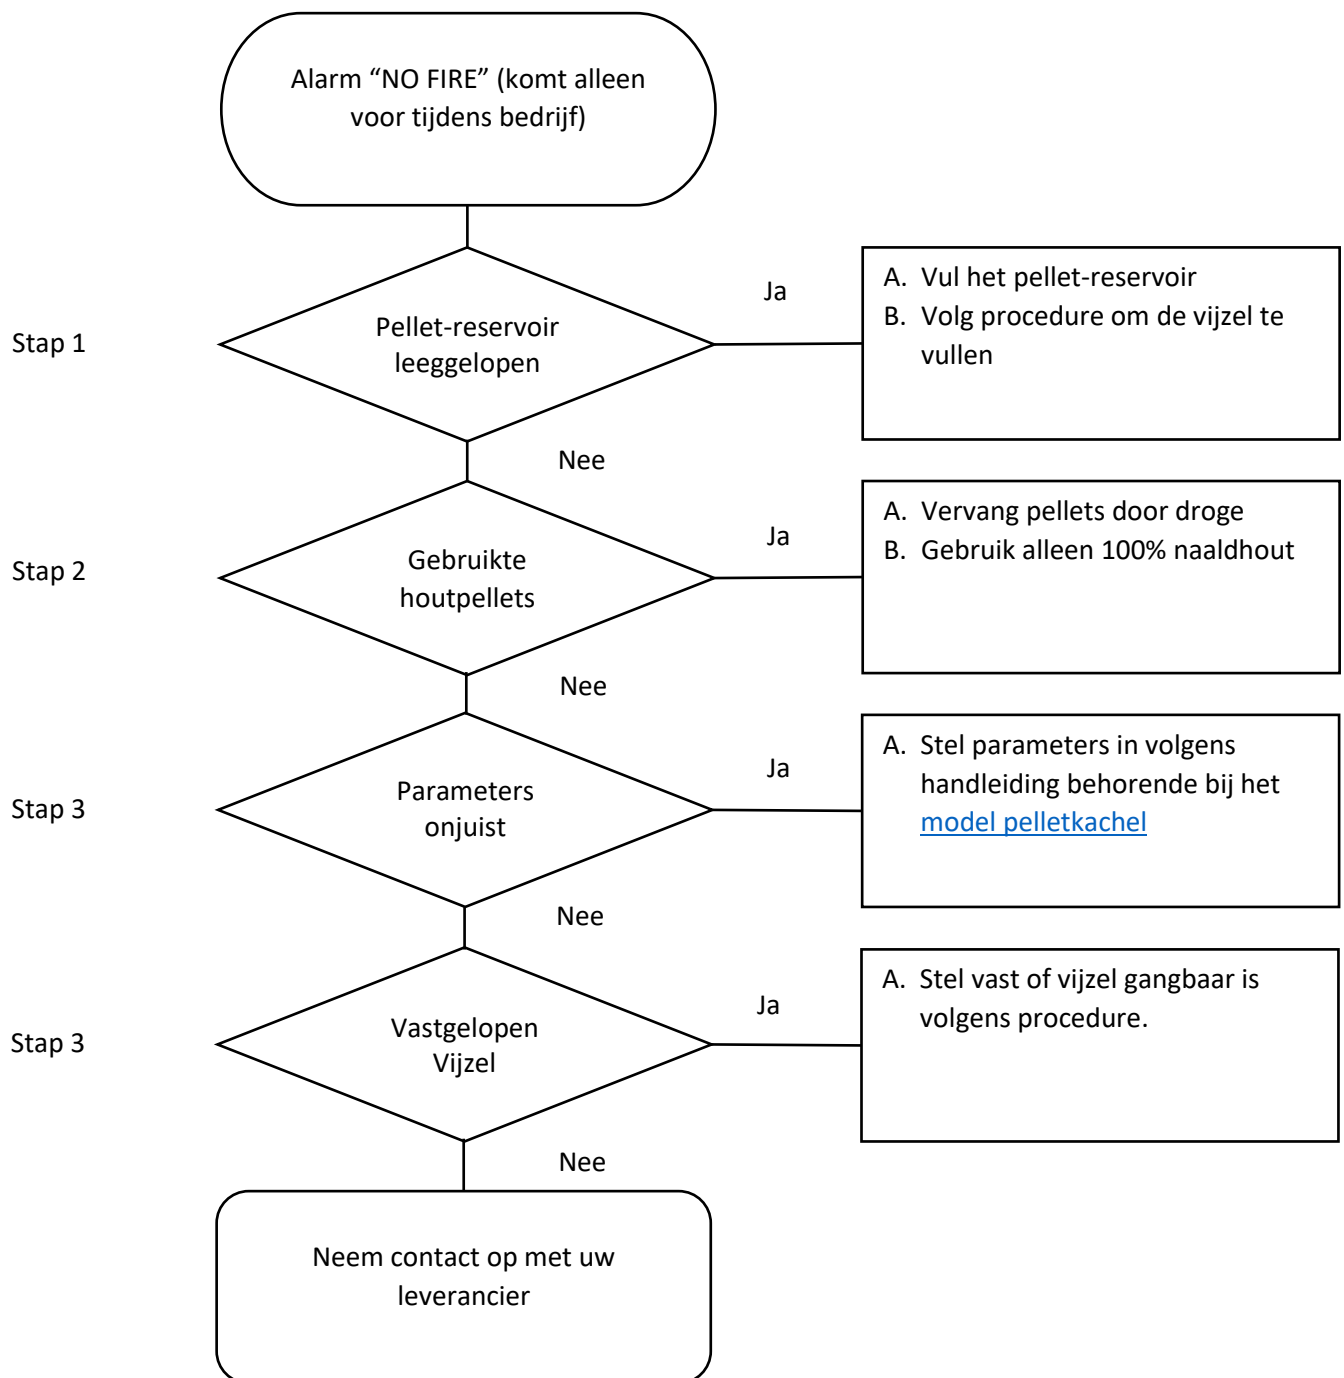 Alarm “NO FIRE” (komt alleen
voor tijdens bedrijf)
Stap 1
Pellet-reservoir
leeggelopen
Ja
A. Vul het pellet-reservoir
B. Volg procedure om de vijzel te
vullen
Nee
Stap 2
Gebruikte
houtpellets
Ja
A. Vervang pellets door droge
B. Gebruik alleen 100% naaldhout
Nee
Stap 3
Parameters
onjuist
Ja
A. Stel parameters in volgens
handleiding behorende bij het
model pelletkachel
Nee
Stap 3
Vastgelopen
Vijzel
Ja
A. Stel vast of vijzel gangbaar is
volgens procedure.
Nee
Neem contact op met uw
leverancier